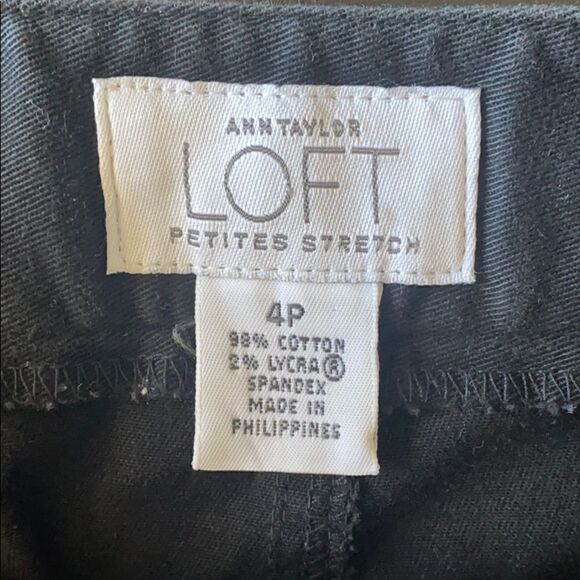 ANN TAYLOR
LOFT
PETITES STRETCH
4P
98% COTTON
2% LYCRA®
SPANDEX
MADE IN
PHILIPPINES